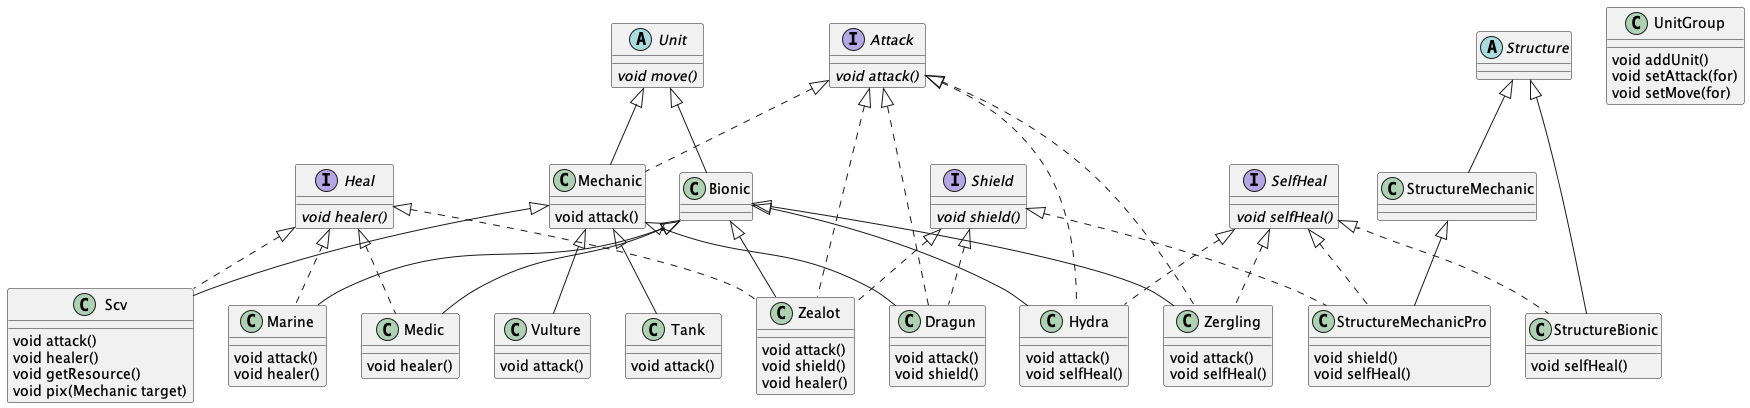 A Unit
void move()
I Attack
void attack()
A Structure
C UnitGroup
void addUnit()
void setAttack(for)
void setMove(for)
I Heal
void healer()
C Mechanic
void attack()
C Bionic
I Shield
void shield()
I SelfHeal
void selfHeal()
C StructureMechanic
C Scv
void attack()
void healer()
void getResource()
void pix(Mechanic target)
C Marine
void attack()
void healer()
C Medic
void healer()
C Vulture
void attack()
C Tank
void attack()
C Zealot
void attack()
void shield()
void healer()
C Dragun
void attack()
void shield()
C Hydra
void attack()
void selfHeal()
C Zergling
void attack()
void selfHeal()
C StructureMechanicPro
void shield()
void selfHeal()
C StructureBionic
void selfHeal()